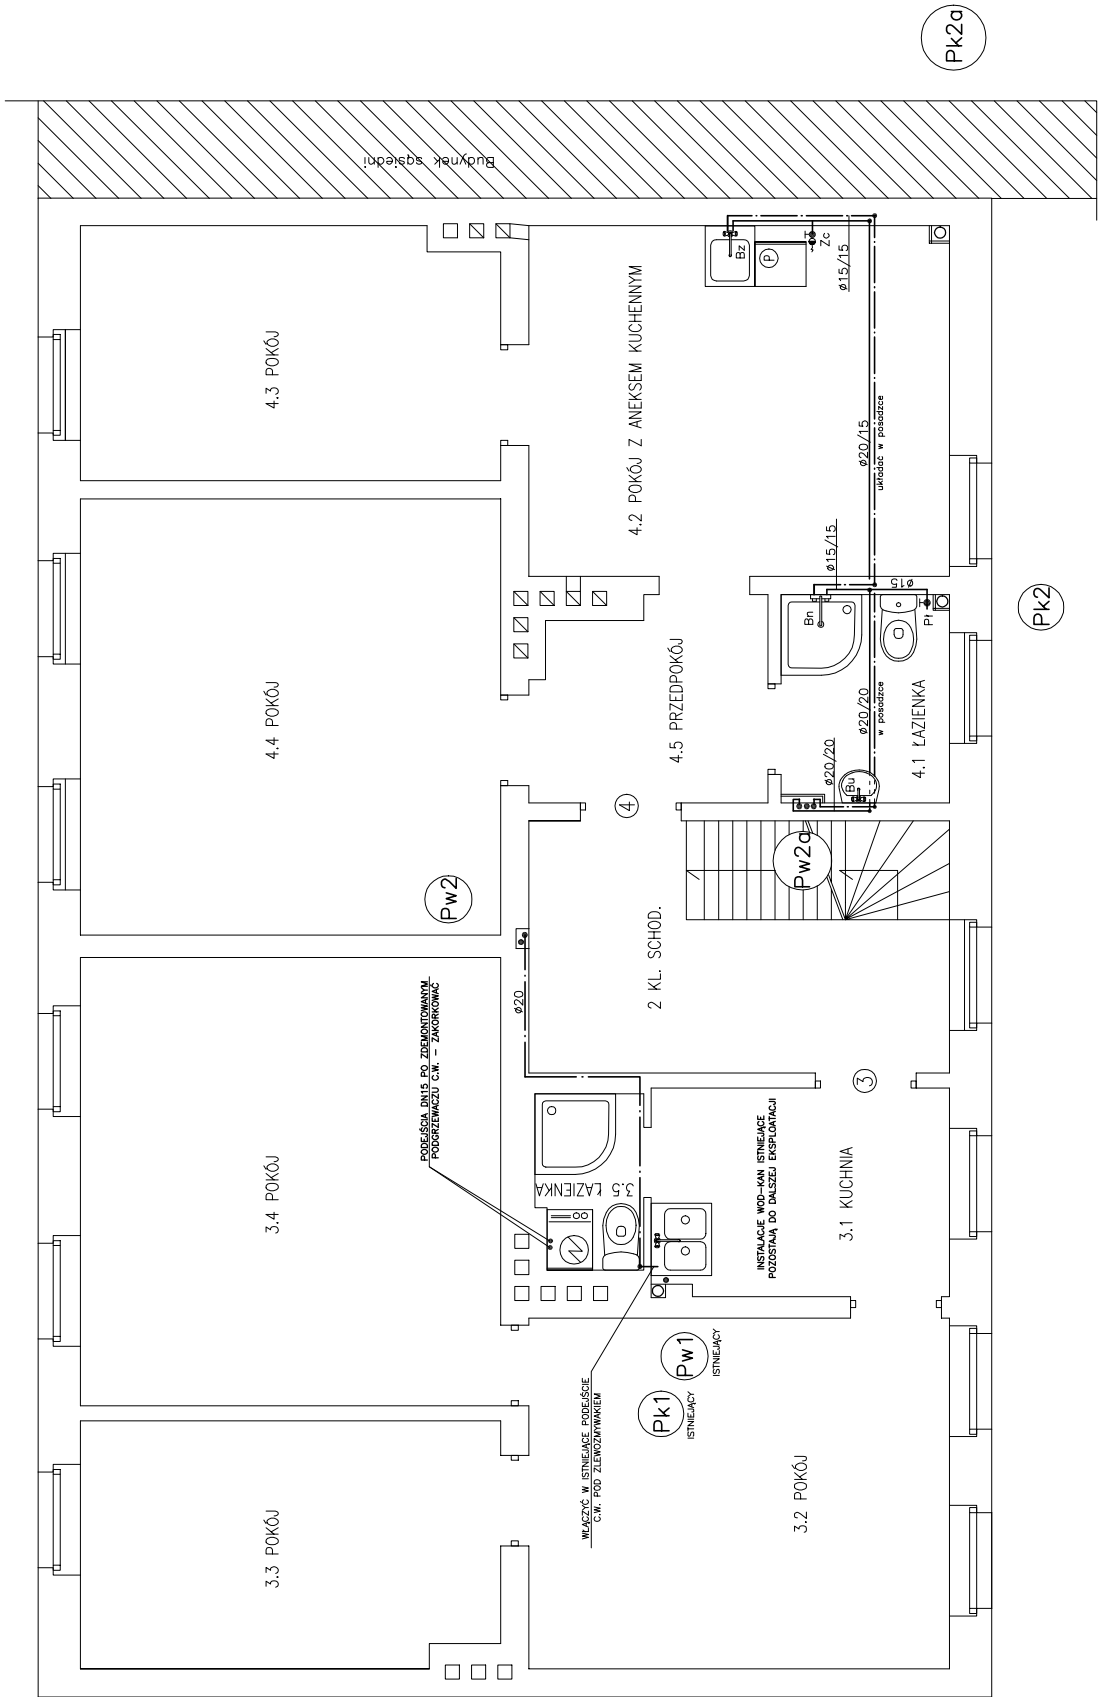 Pk2a
Budynek sąsiedni
4.3 POKÓJ
4.2 POKÓJ Z ANEKSEM KUCHENNYM
Bz
P
Zc
ø15/15
ø20/15
układać w posadzce
4.4 POKÓJ
4.5 PRZEDPOKÓJ
ø15/15
ø15
Bn
Pł
Pk2
ø20/20
w posadzce
4.1 ŁAZIENKA
ø20/20
Bu
4
Pw2
Pw2a
2 KL. SCHOD.
ø20
PODEJŚCIA DN15 PO ZDEMONTOWANYM
PODGRZEWACZU C.W. – ZAKORKOWAĆ
3
3.4 POKÓJ
3.5 ŁAZIENKA
3.1 KUCHNIA
INSTALACJE WOD-KAN ISTNIEJĄCE
POZOSTAJĄ DO DALSZEJ EKSPLOATACJI
Pw1
ISTNIEJĄCY
Pk1
ISTNIEJĄCY
WŁĄCZYĆ W ISTNIEJĄCE PODEJŚCIE
C.W. POD ZLEWOZMYWAKIEM
3.3 POKÓJ
3.2 POKÓJ